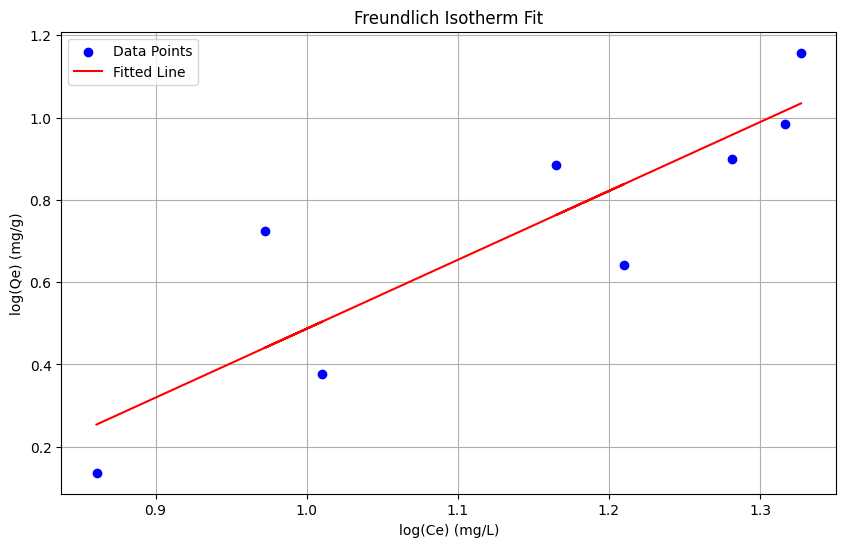 Freundlich Isotherm Fit
Data Points
Fitted Line
log(Qe) (mg/g)
1.2
1.0
0.8
0.6
0.4
0.2
0.9
1.0
1.1
1.2
1.3
log(Ce) (mg/L)